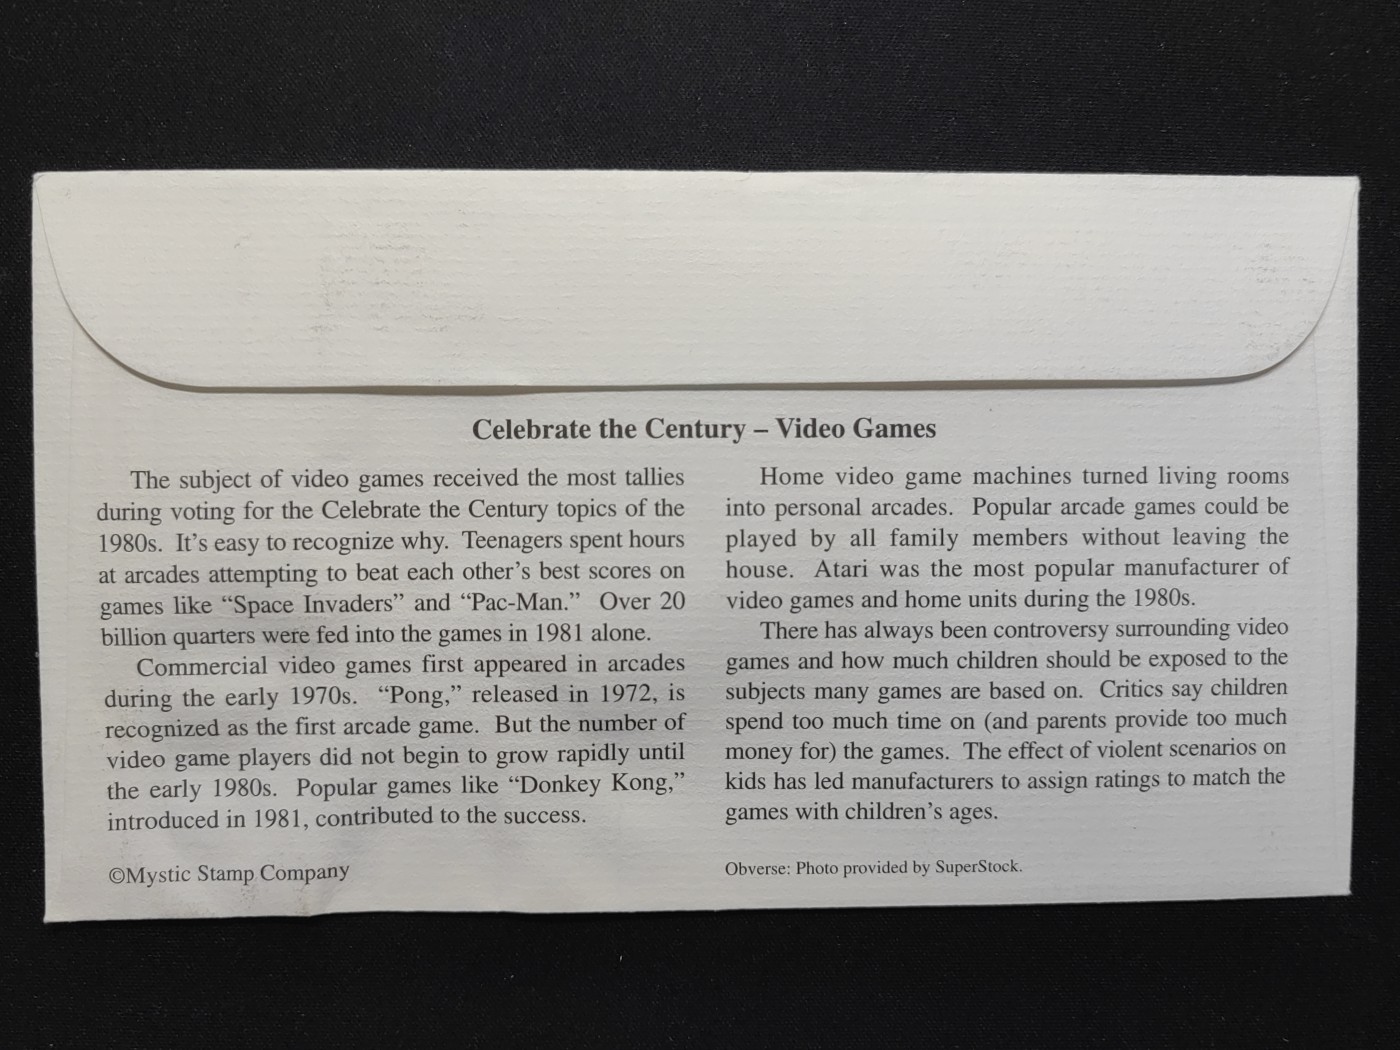 Celebrate the Century – Video Games
The subject of video games received the most tallies
during voting for the Celebrate the Century topics of the
1980s. It's easy to recognize why. Teenagers spent hours
at arcades attempting to beat each other's best scores on
games like “Space Invaders” and “Pac-Man.” Over 20
billion quarters were fed into the games in 1981 alone.
Commercial video games first appeared in arcades
during the early 1970s. “Pong,” released in 1972, is
recognized as the first arcade game. But the number of
video game players did not begin to grow rapidly until
the early 1980s. Popular games like “Donkey Kong,”
introduced in 1981, contributed to the success.
©Mystic Stamp Company
Home video game machines turned living rooms
into personal arcades. Popular arcade games could be
played by all family members without leaving the
house. Atari was the most popular manufacturer of
video games and home units during the 1980s.
There has always been controversy surrounding video
games and how much children should be exposed to the
subjects many games are based on. Critics say children
spend too much time on (and parents provide too much
money for) the games. The effect of violent scenarios on
kids has led manufacturers to assign ratings to match the
games with children's ages.
Obverse: Photo provided by SuperStock.